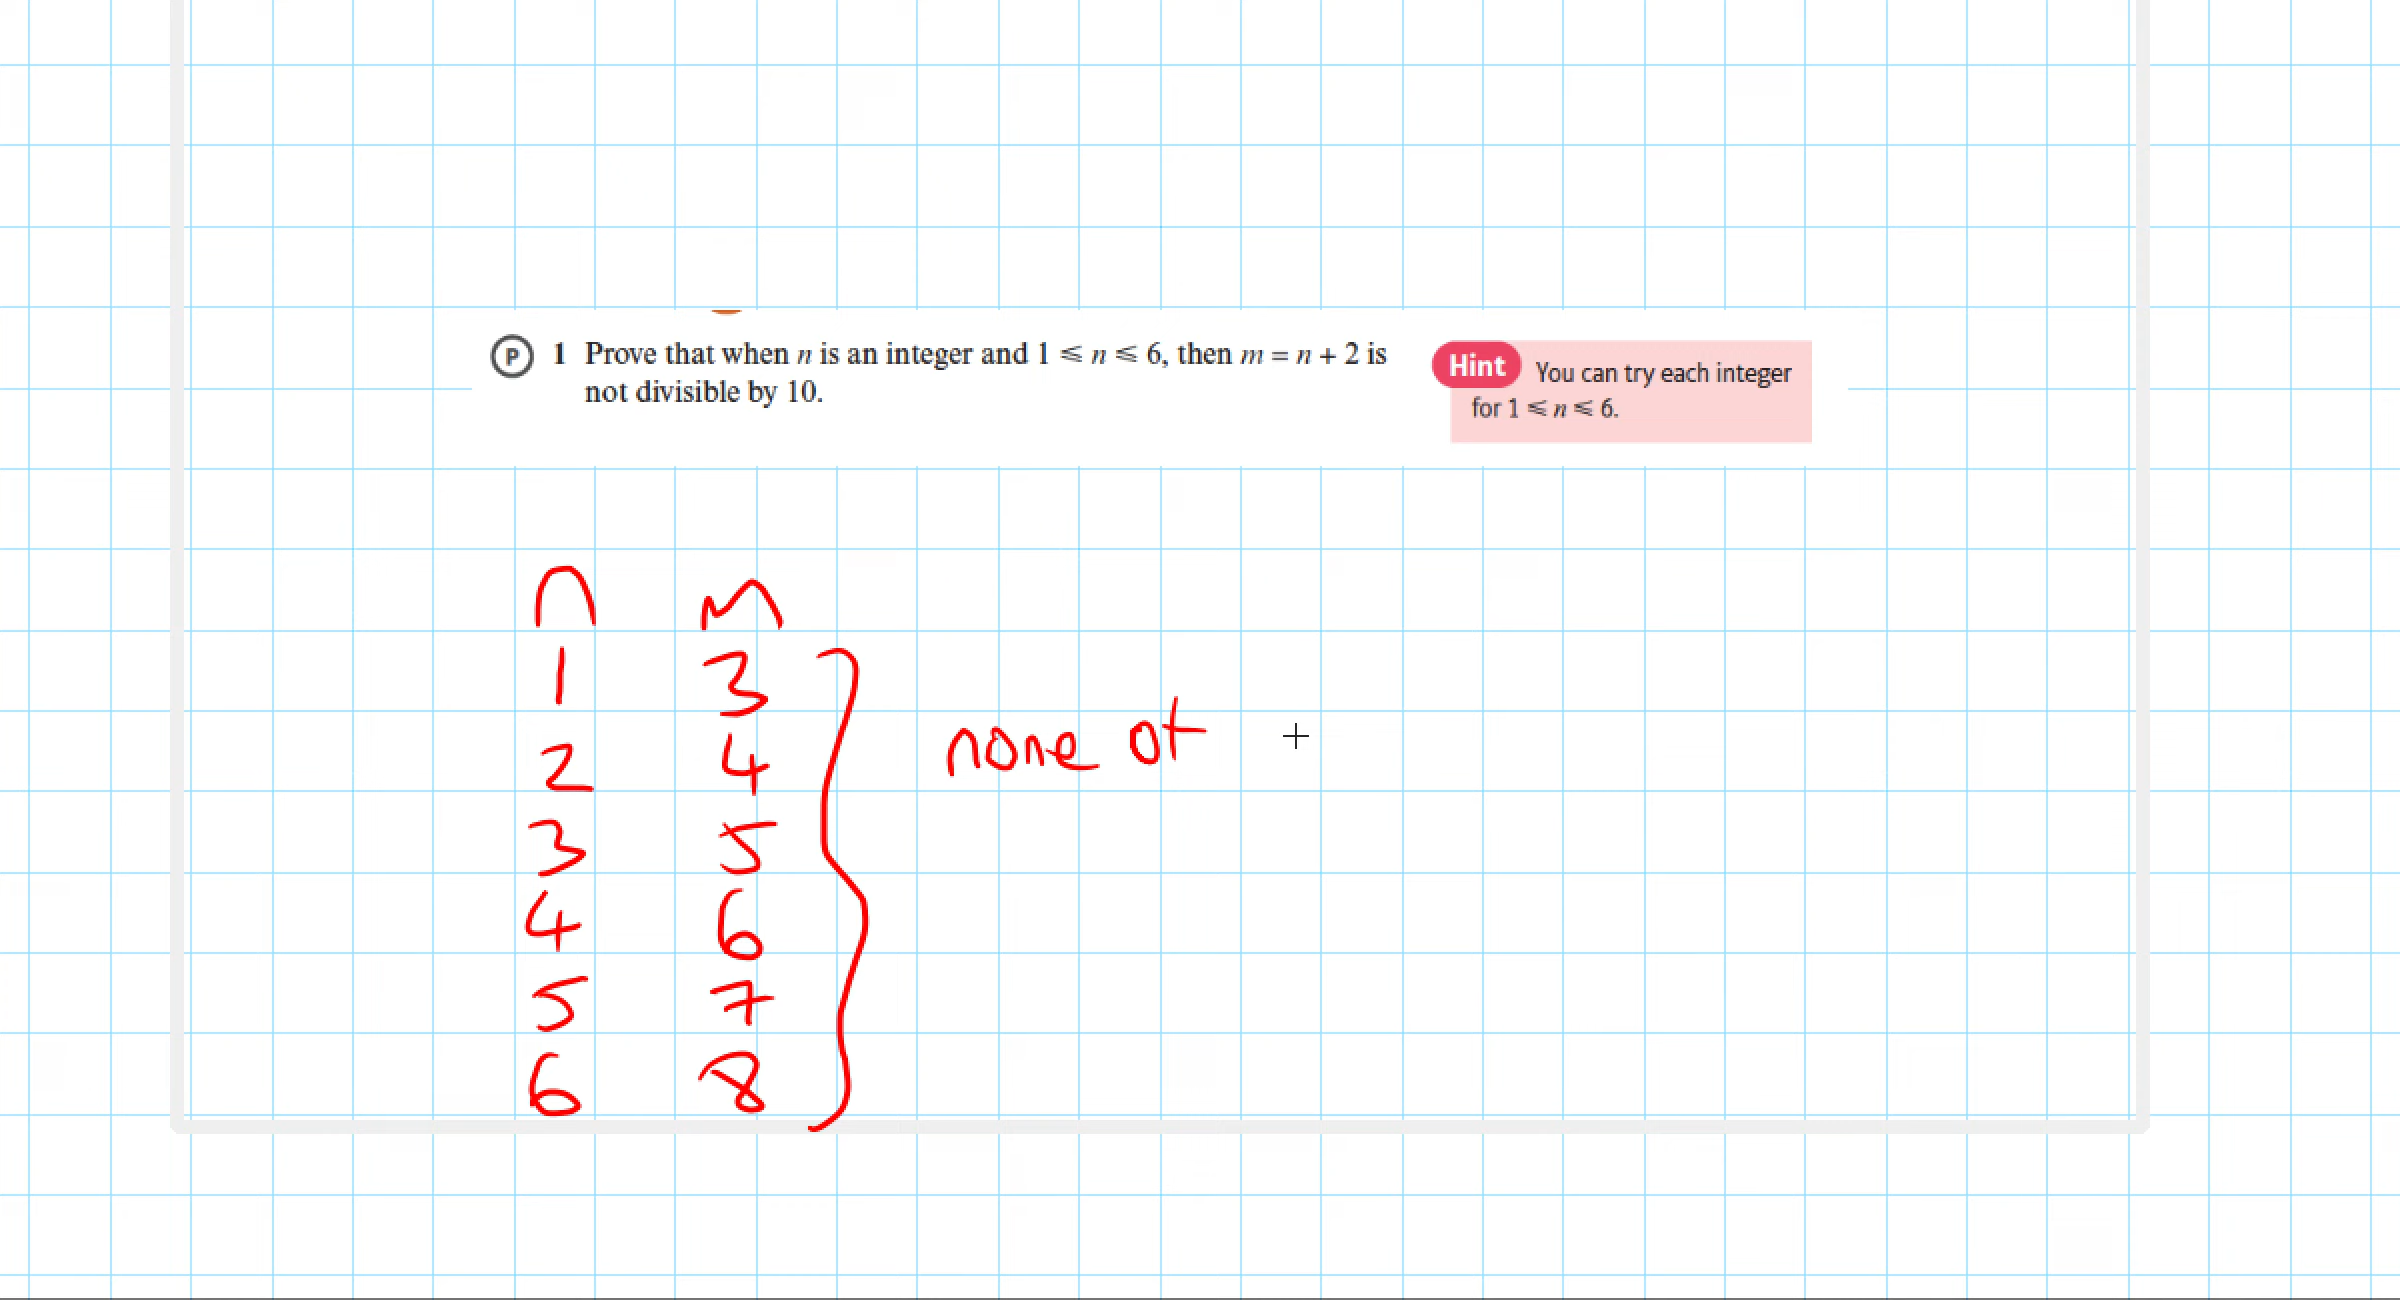 P 1 Prove that when n is an integer and 1 ≤ n ≤ 6, then m = n + 2 is
not divisible by 10.
Hint You can try each integer
for 1 ≤ n ≤ 6.
n m
1 3
2 4
3 5
4 6
5 7
6 8
none of